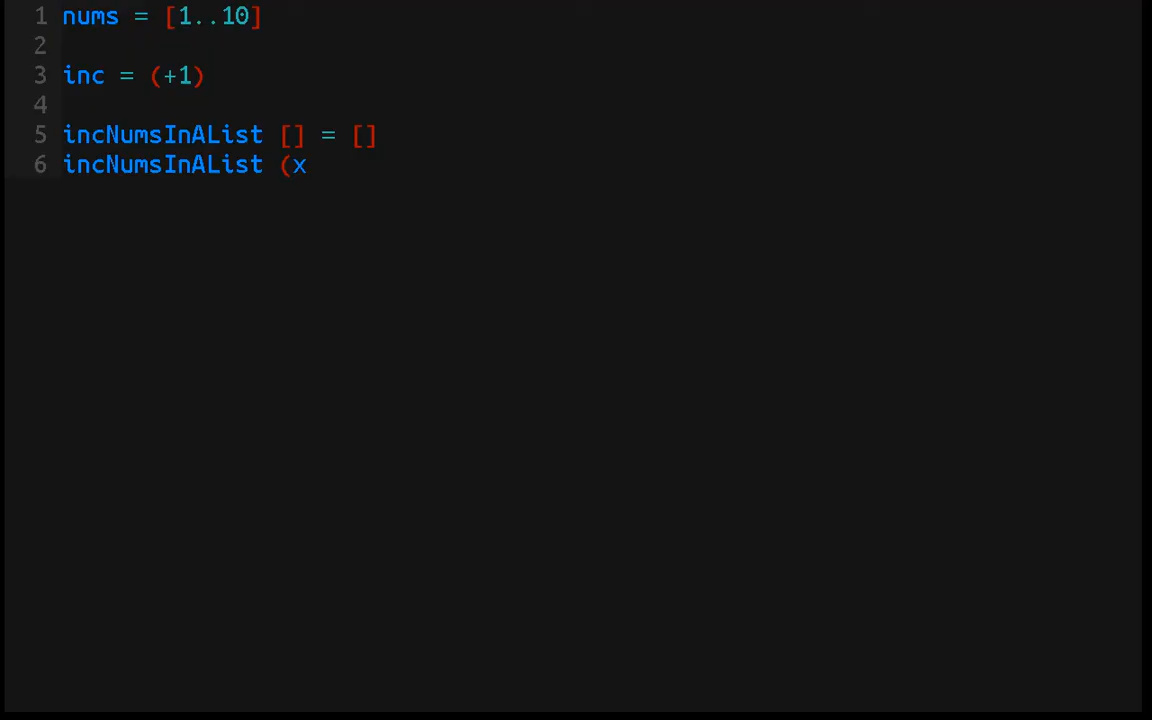 1 nums = [1..10]
2
3 inc = (+1)
4
5 incNumsInAList [] = []
6 incNumsInAList (x